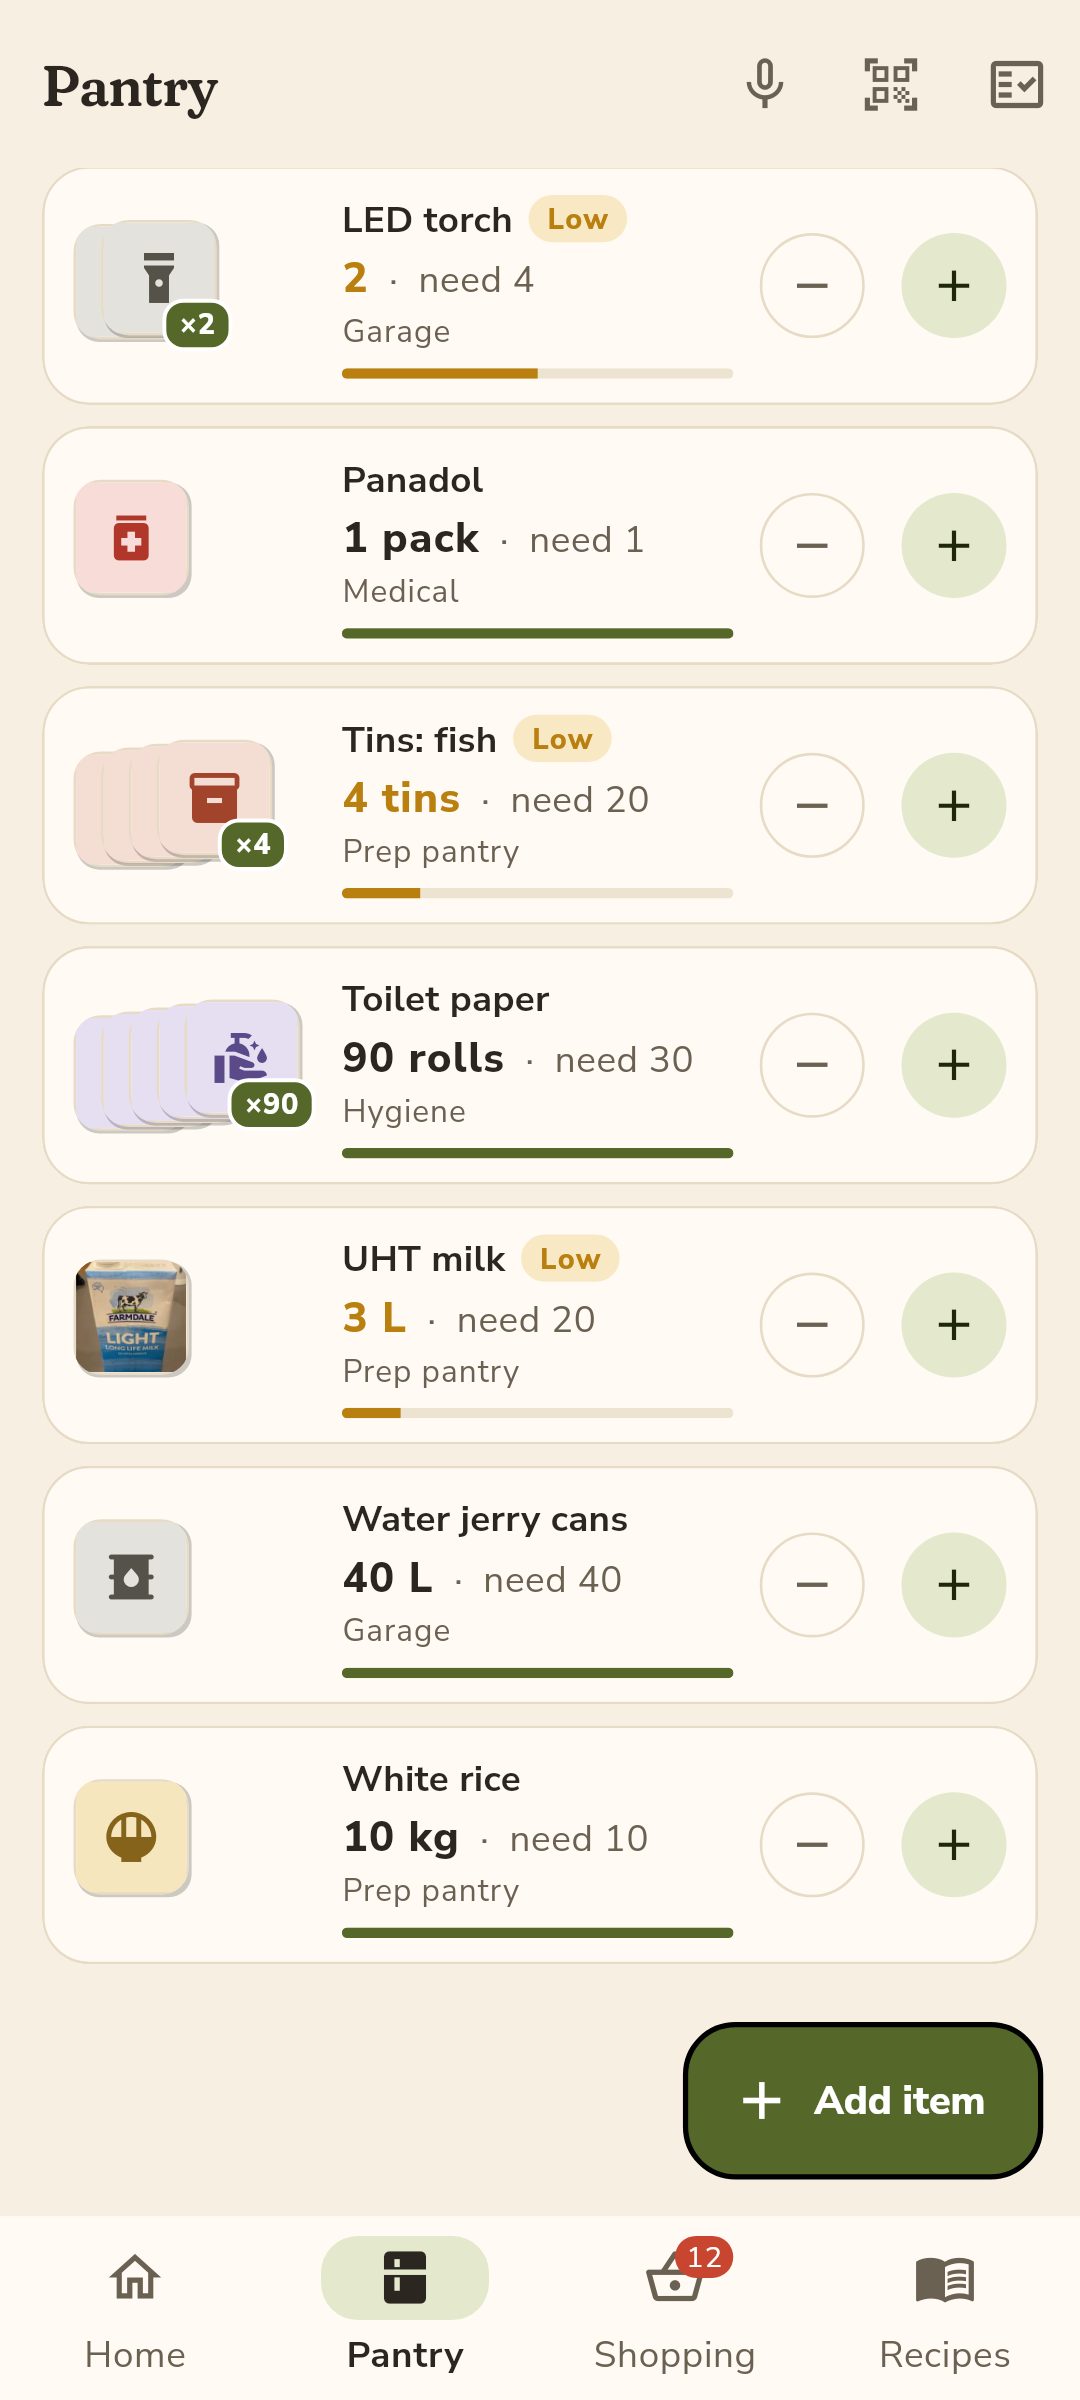 Pantry
LED torch Low
2 · need 4
Garage
×2
Panadol
1 pack · need 1
Medical
Tins: fish Low
4 tins · need 20
Prep pantry
×4
Toilet paper
90 rolls · need 30
Hygiene
×90
UHT milk Low
3 L · need 20
Prep pantry
FARMDALE
LIGHT
LONG LIFE MILK
Water jerry cans
40 L · need 40
Garage
White rice
10 kg · need 10
Prep pantry
Add item
12
Home Pantry Shopping Recipes